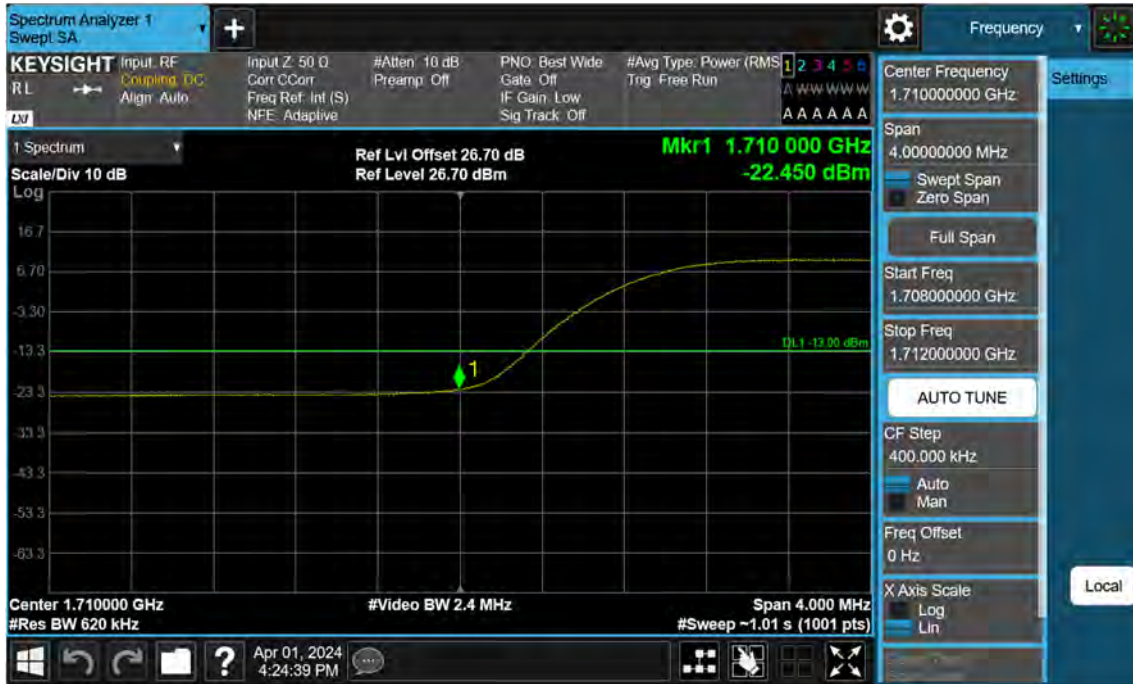 Spectrum Analyzer 1
Swept SA
Frequency
KEYSIGHT
Input: RF
Input Z: 50 Ω
#Atten: 10 dB
PNO: Best Wide
#Avg Type: Power (RMS
1 2 3 4 5 6
RL
Coupling: DC
Corr CCorr
Preamp: Off
Gate: Off
Trig: Free Run
A W W W W W
Align: Auto
Freq Ref: Int (S)
IF Gain: Low
LXI
NFE: Adaptive
Sig Track: Off
A A A A A A
1 Spectrum
Ref Lvl Offset 26.70 dB
Mkr1 1.710 000 GHz
Scale/Div 10 dB
Ref Level 26.70 dBm
-22.450 dBm
Log
16.7
6.70
-3.30
-13.3
DL1 -13.00 dBm
1
-23.3
-33.3
-43.3
-53.3
-63.3
Center 1.710000 GHz
#Video BW 2.4 MHz
Span 4.000 MHz
#Res BW 620 kHz
#Sweep ~1.01 s (1001 pts)
Center Frequency
1.710000000 GHz
Settings
Span
4.00000000 MHz
Swept Span
Zero Span
Full Span
Start Freq
1.708000000 GHz
Stop Freq
1.712000000 GHz
AUTO TUNE
CF Step
400.000 kHz
Auto
Man
Freq Offset
0 Hz
X Axis Scale
Log
Lin
Local
?
Apr 01, 2024
4:24:39 PM